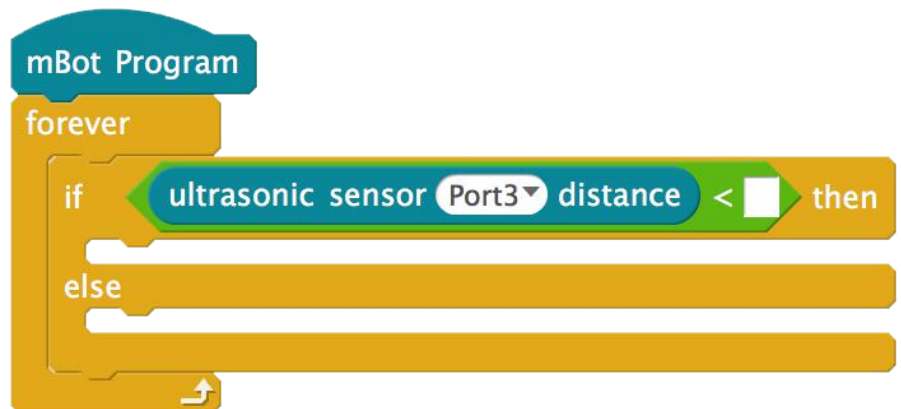 mBot Program
forever
if ultrasonic sensor Port3 distance < then
else